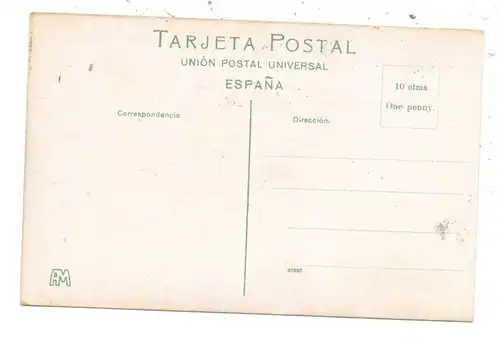 TARJETA POSTAL
UNIÓN POSTAL UNIVERSAL
ESPAÑA
10 ctms
One penny.
Correspondencia
Dirección.
AM